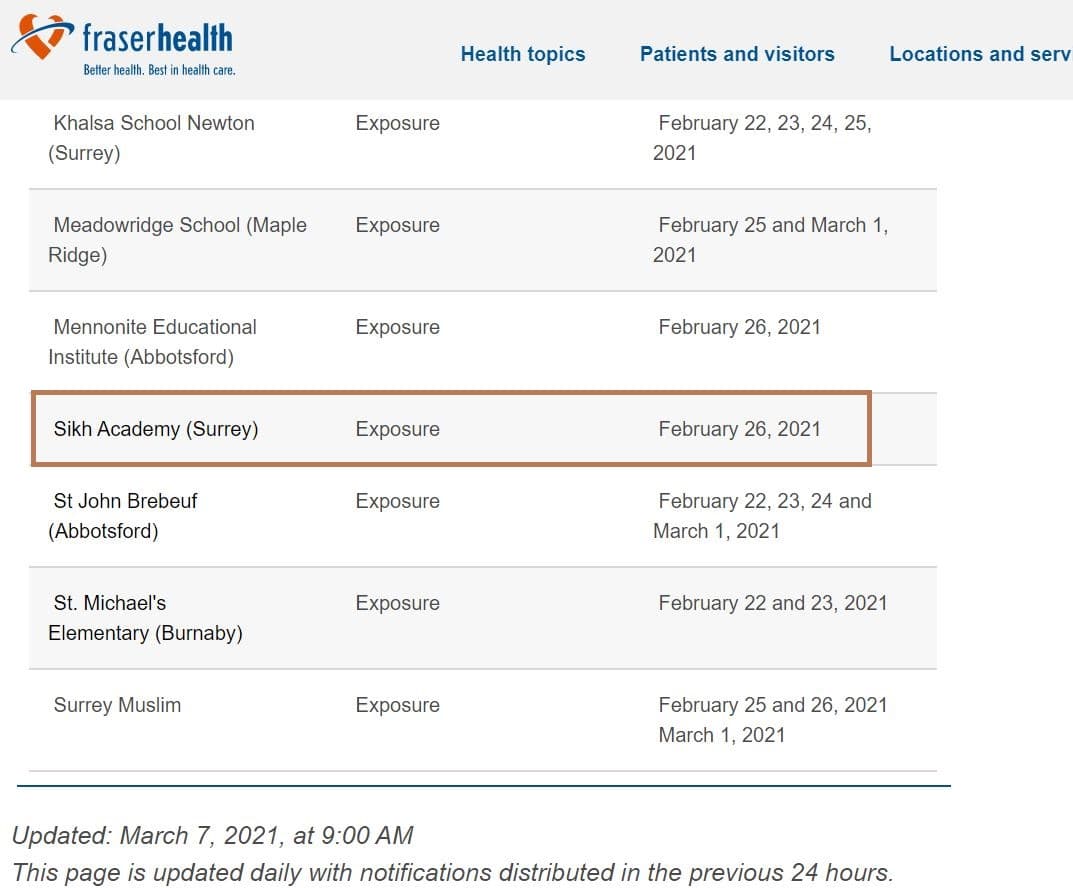 fraserhealth
Better health. Best in health care.
Health topics Patients and visitors Locations and serv
Khalsa School Newton Exposure February 22, 23, 24, 25,
(Surrey) 2021
Meadowridge School (Maple Exposure February 25 and March 1,
Ridge) 2021
Mennonite Educational Exposure February 26, 2021
Institute (Abbotsford)
Sikh Academy (Surrey) Exposure February 26, 2021
St John Brebeuf Exposure February 22, 23, 24 and
(Abbotsford) March 1, 2021
St. Michael's Exposure February 22 and 23, 2021
Elementary (Burnaby)
Surrey Muslim Exposure February 25 and 26, 2021
March 1, 2021
Updated: March 7, 2021, at 9:00 AM
This page is updated daily with notifications distributed in the previous 24 hours.